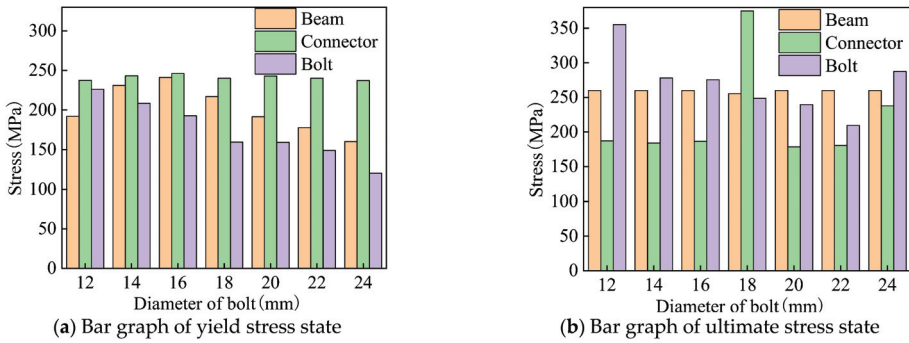 300
250
200
150
100
50
0
Stress (MPa)
Beam
Connector
Bolt
12 14 16 18 20 22 24
Diameter of bolt (mm)
(a) Bar graph of yield stress state
350
300
250
200
150
100
50
0
Stress (MPa)
Beam
Connector
Bolt
12 14 16 18 20 22 24
Diameter of bolt (mm)
(b) Bar graph of ultimate stress state